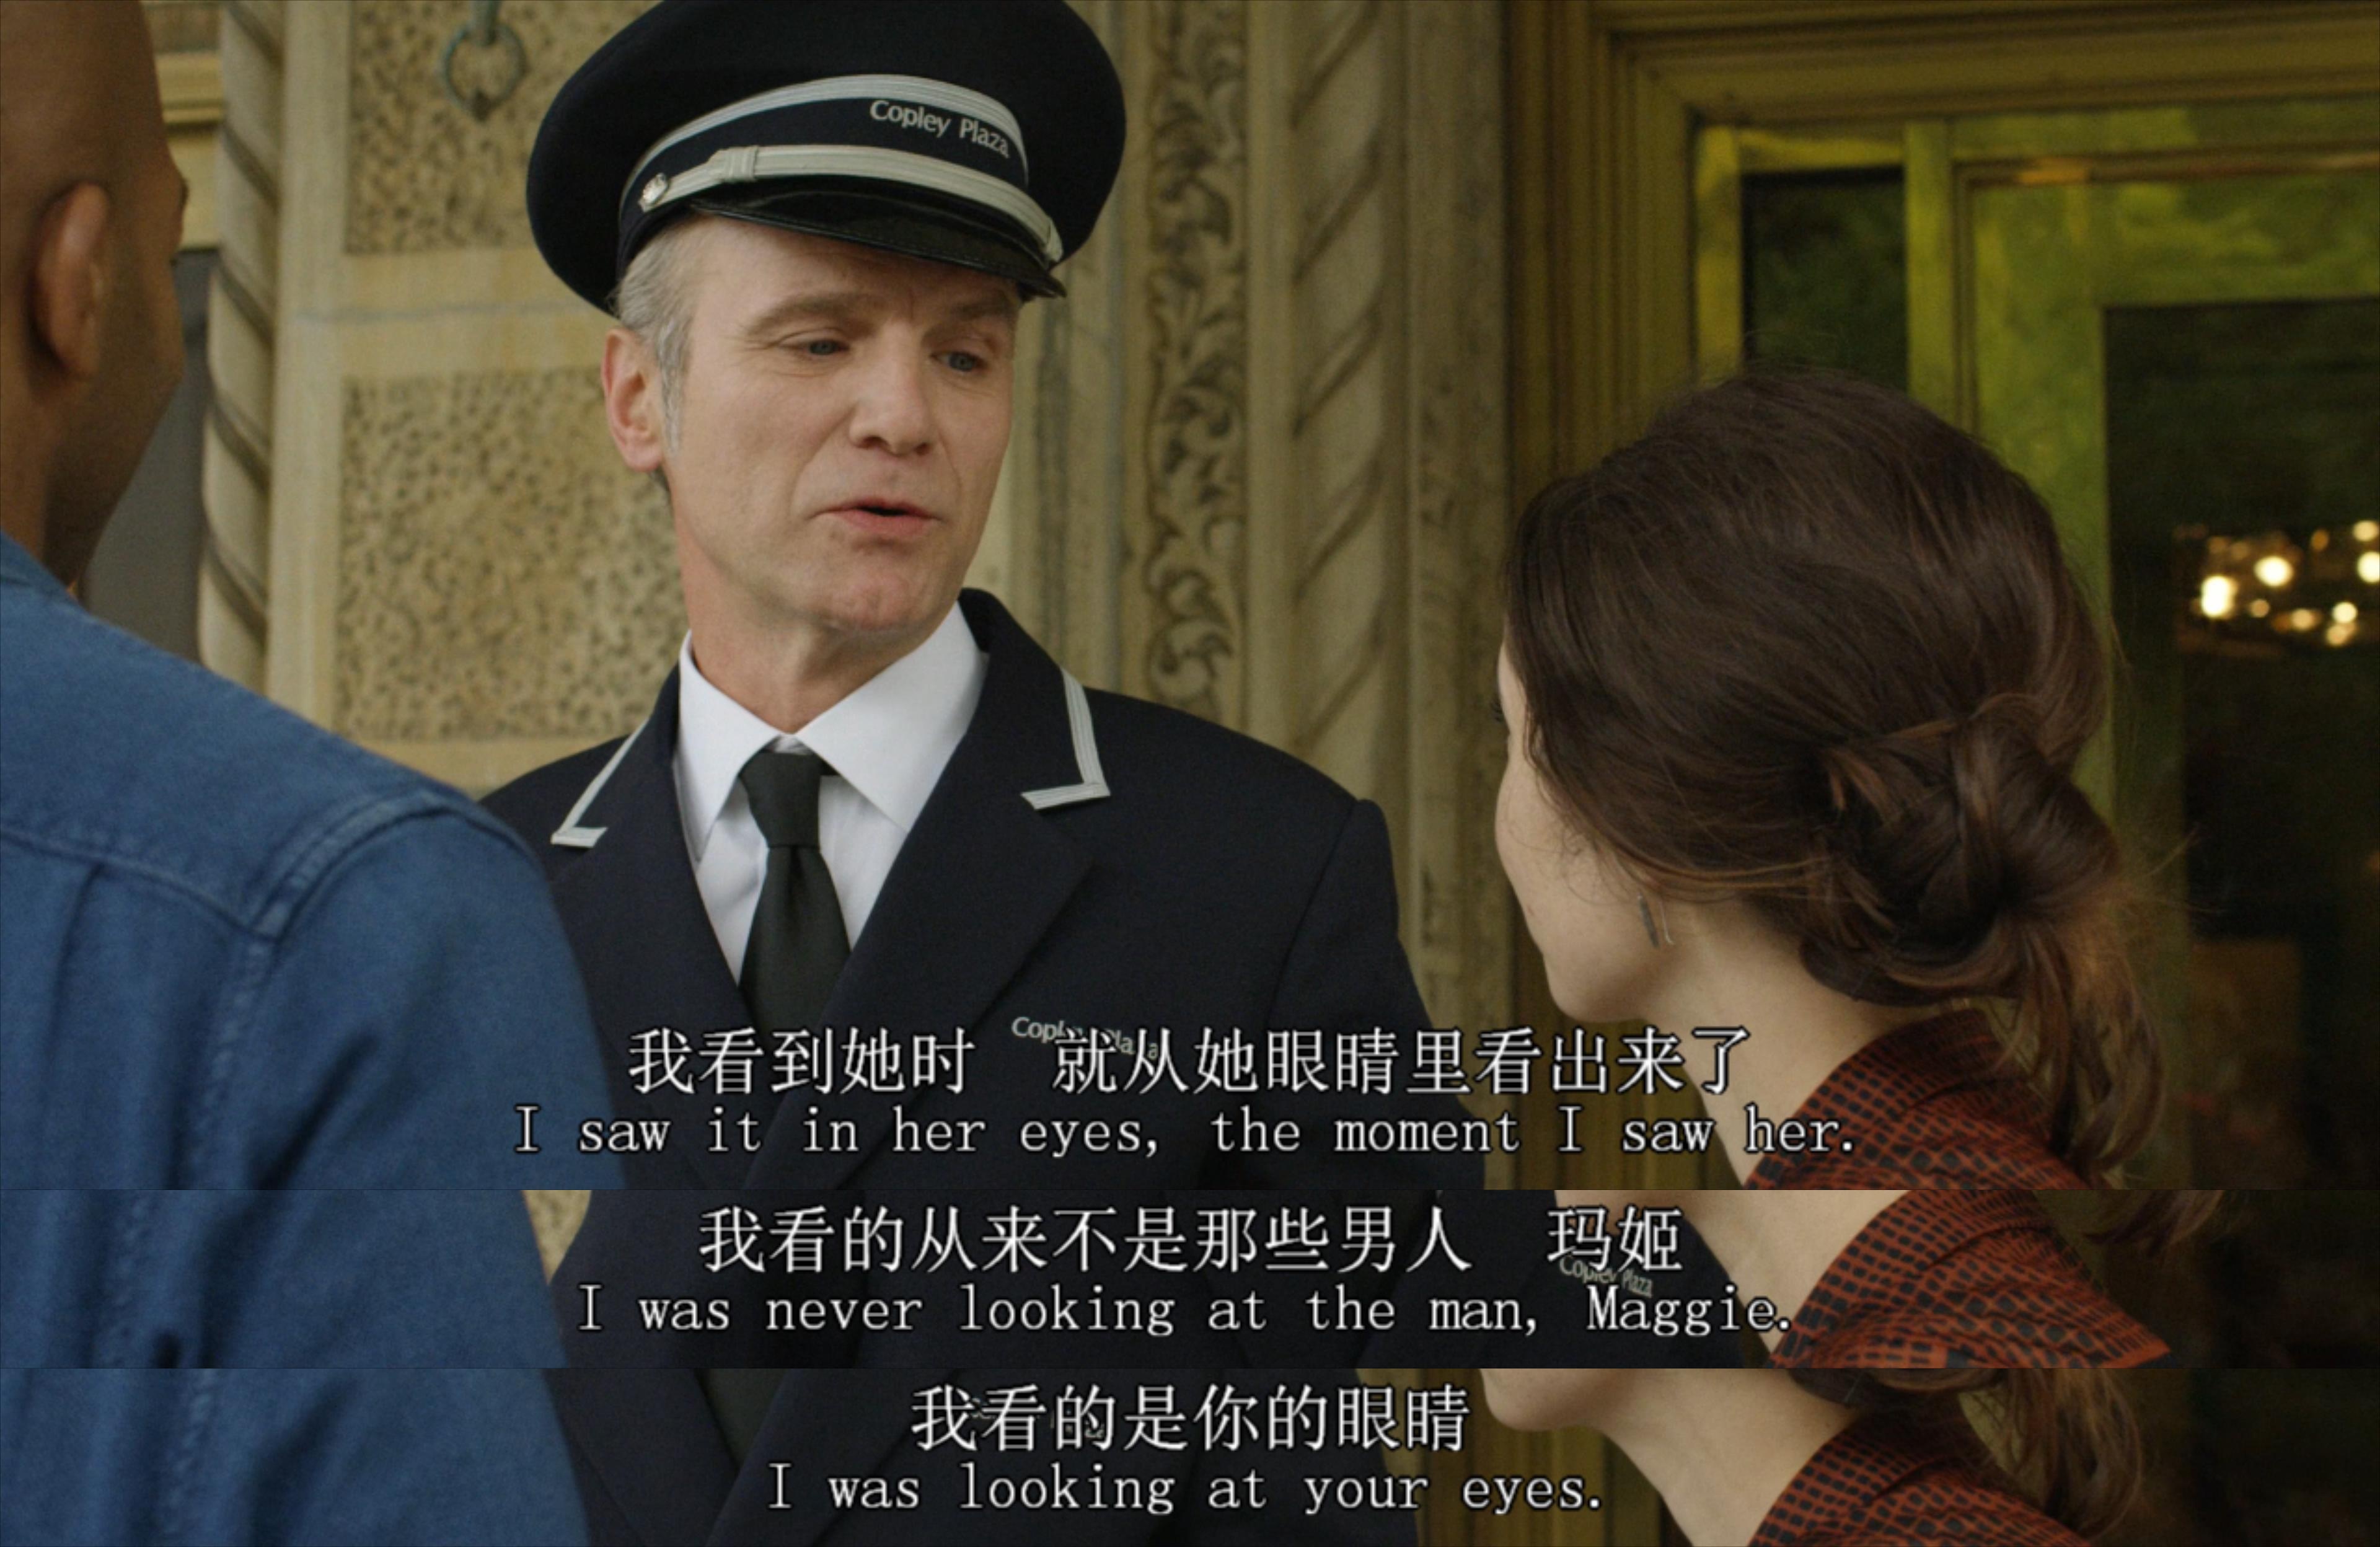 Copley Plaza
我看到她时　就从她眼睛里看出来了
I saw it in her eyes, the moment I saw her.
我看的从来不是那些男人　玛姬
Copley Plaza
I was never looking at the man, Maggie.
我看的是你的眼睛
I was looking at your eyes.